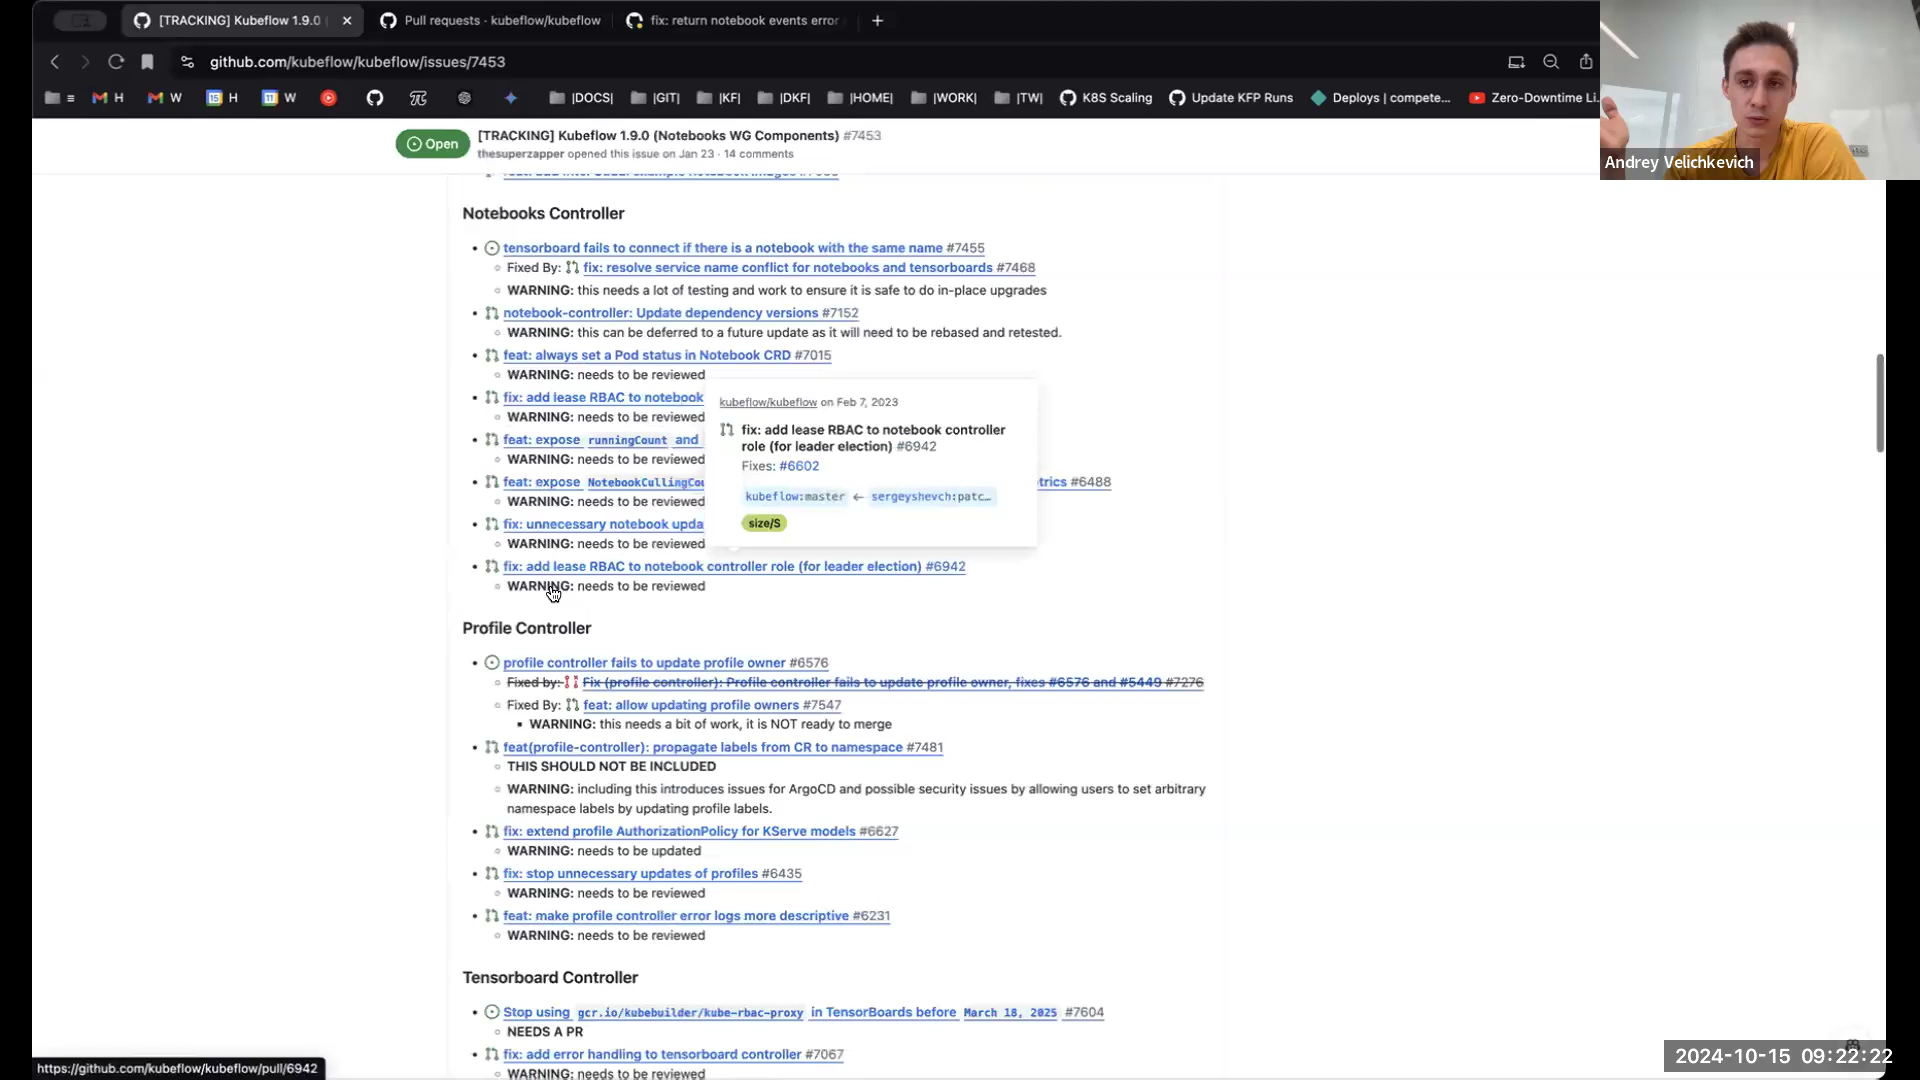 [TRACKING] Kubeflow 1.9.0
Pull requests · kubeflow/kubeflow
fix: return notebook events error
github.com/kubeflow/kubeflow/issues/7453
H
W
H
W
|DOCS|
|GIT|
|KF|
|DKF|
|HOME|
|WORK|
|TW|
K8S Scaling
Update KFP Runs
Deploys | compete...
Zero-Downtime Li...
Andrey Velichkevich
Open
[TRACKING] Kubeflow 1.9.0 (Notebooks WG Components) #7453
thesuperzapper opened this issue on Jan 23 · 14 comments
Notebooks Controller
tensorboard fails to connect if there is a notebook with the same name #7455
Fixed By: fix: resolve service name conflict for notebooks and tensorboards #7468
WARNING: this needs a lot of testing and work to ensure it is safe to do in-place upgrades
notebook-controller: Update dependency versions #7152
WARNING: this can be deferred to a future update as it will need to be rebased and retested.
feat: always set a Pod status in Notebook CRD #7015
WARNING: needs to be reviewed
fix: add lease RBAC to notebook
WARNING: needs to be reviewed
feat: expose runningCount and
WARNING: needs to be reviewed
feat: expose NotebookCullingCou
trics #6488
WARNING: needs to be reviewed
fix: unnecessary notebook upda
WARNING: needs to be reviewed
kubeflow/kubeflow on Feb 7, 2023
fix: add lease RBAC to notebook controller
role (for leader election) #6942
Fixes: #6602
kubeflow:master ← sergeyshevch:patc…
size/S
fix: add lease RBAC to notebook controller role (for leader election) #6942
WARNING: needs to be reviewed
Profile Controller
profile controller fails to update profile owner #6576
Fixed by: Fix (profile controller): Profile controller fails to update profile owner, fixes #6576 and #5449 #7276
Fixed By: feat: allow updating profile owners #7547
WARNING: this needs a bit of work, it is NOT ready to merge
feat(profile-controller): propagate labels from CR to namespace #7481
THIS SHOULD NOT BE INCLUDED
WARNING: including this introduces issues for ArgoCD and possible security issues by allowing users to set arbitrary
namespace labels by updating profile labels.
fix: extend profile AuthorizationPolicy for KServe models #6627
WARNING: needs to be updated
fix: stop unnecessary updates of profiles #6435
WARNING: needs to be reviewed
feat: make profile controller error logs more descriptive #6231
WARNING: needs to be reviewed
Tensorboard Controller
Stop using gcr.io/kubebuilder/kube-rbac-proxy in TensorBoards before March 18, 2025 #7604
NEEDS A PR
fix: add error handling to tensorboard controller #7067
WARNING: needs to be reviewed
https://github.com/kubeflow/kubeflow/pull/6942
2024-10-15 09:22:22